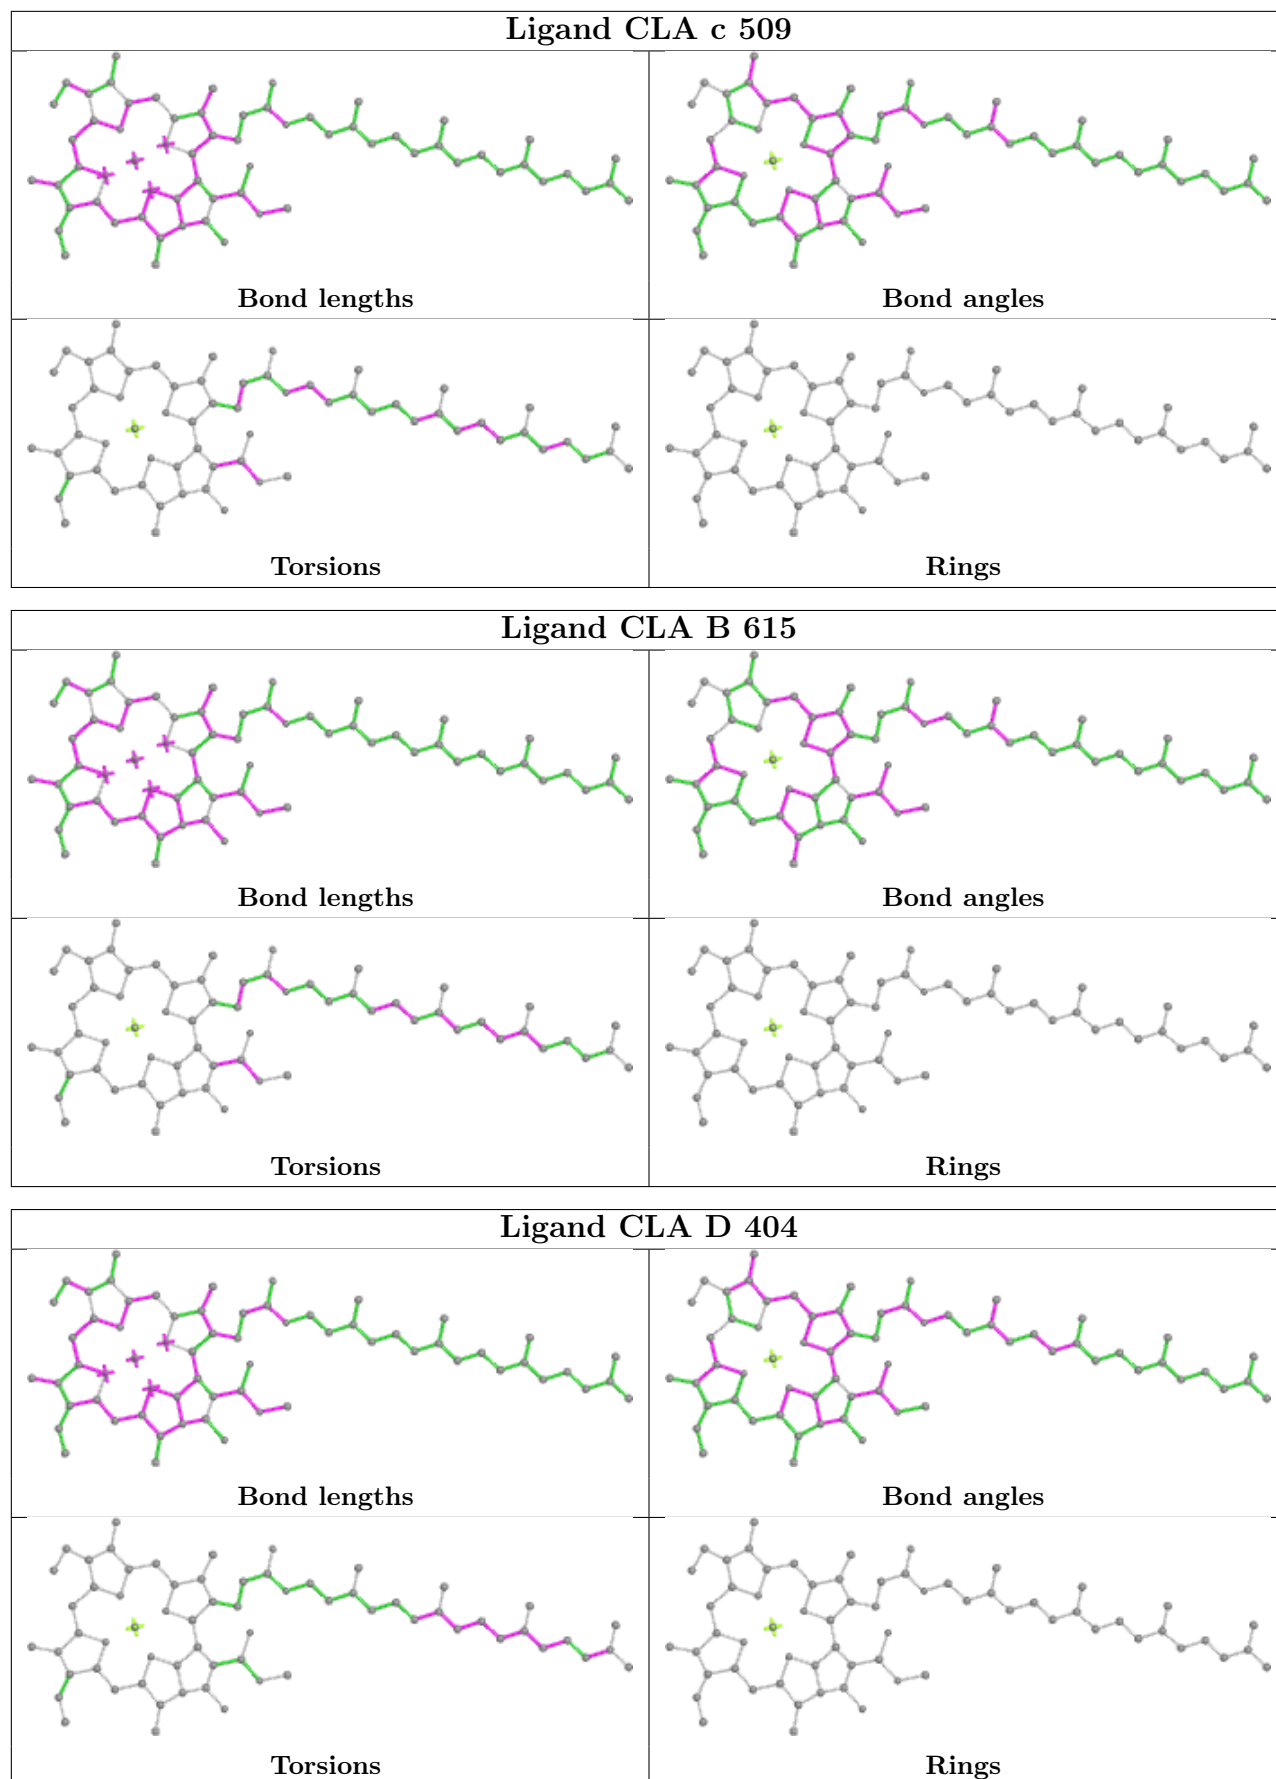 Ligand CLA c 509
Bond lengths
Bond angles
Torsions
Rings
Ligand CLA B 615
Bond lengths
Bond angles
Torsions
Rings
Ligand CLA D 404
Bond lengths
Bond angles
Torsions
Rings